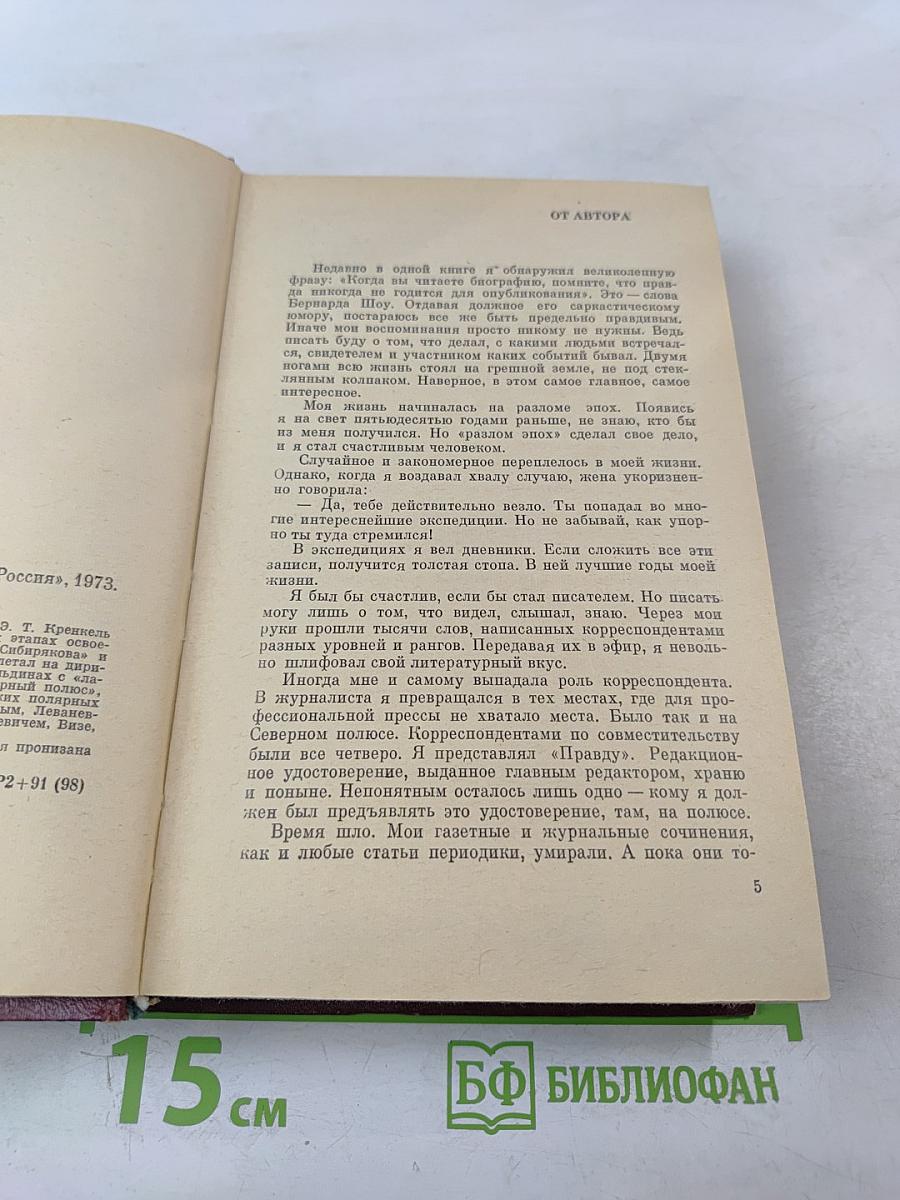 Россия», 1973.
Э. Т. Кренкель
этапах освое-
Сибирякова» и
летал на дири-
льдинах с «ла-
рный полюс»,
ких полярных
ым, Леванев-
евичем, Визе,
я пронизана
Р2+91 (98)
ОТ АВТОРА
Недавно в одной книге я обнаружил великолепную
фразу: «Когда вы читаете биографию, помните, что прав-
да никогда не годится для опубликования». Это — слова
Бернарда Шоу. Отдавая должное его саркастическому
юмору, постараюсь все же быть предельно правдивым.
Иначе мои воспоминания просто никому не нужны. Ведь
писать буду о том, что делал, с какими людьми встречал-
ся, свидетелем и участником каких событий бывал. Двумя
ногами всю жизнь стоял на грешной земле, не под стек-
лянным колпаком. Наверное, в этом самое главное, самое
интересное.
Моя жизнь начиналась на разломе эпох. Появись
я на свет пятьюдесятью годами раньше, не знаю, кто бы
из меня получился. Но «разлом эпох» сделал свое дело,
и я стал счастливым человеком.
Случайное и закономерное переплелось в моей жизни.
Однако, когда я воздавал хвалу случаю, жена укоризнен-
но говорила:
— Да, тебе действительно везло. Ты попадал во мно-
гие интереснейшие экспедиции. Но не забывай, как упор-
но ты туда стремился!
В экспедициях я вел дневники. Если сложить все эти
записи, получится толстая стопа. В ней лучшие годы моей
жизни.
Я был бы счастлив, если бы стал писателем. Но писать
могу лишь о том, что видел, слышал, знаю. Через мои
руки прошли тысячи слов, написанных корреспондентами
разных уровней и рангов. Передавая их в эфир, я неволь-
но шлифовал свой литературный вкус.
Иногда мне и самому выпадала роль корреспондента.
В журналиста я превращался в тех местах, где для про-
фессиональной прессы не хватало места. Было так и на
Северном полюсе. Корреспондентами по совместительству
были все четверо. Я представлял «Правду». Редакцион-
ное удостоверение, выданное главным редактором, храню
и поныне. Непонятным осталось лишь одно — кому я дол-
жен был предъявлять это удостоверение, там, на полюсе.
Время шло. Мои газетные и журнальные сочинения,
как и любые статьи периодики, умирали. А пока они то-
5
15 см
БФ БИБЛИОФАН